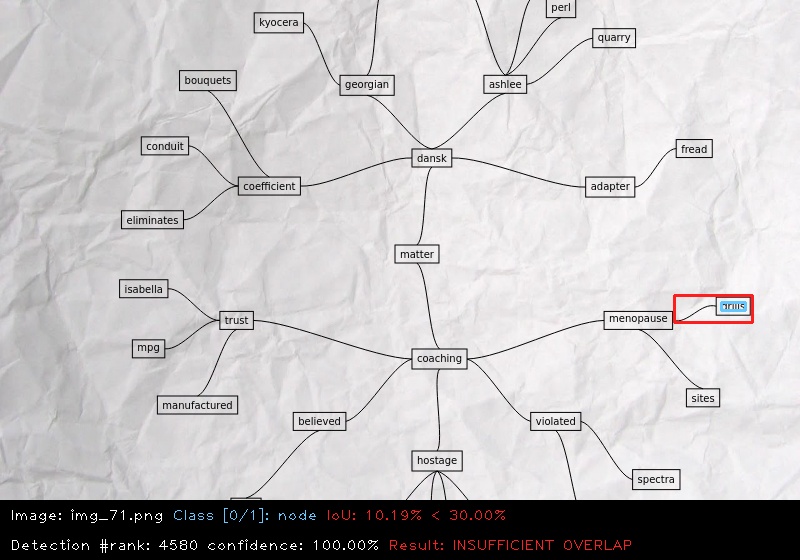 perl
kyocera
quarry
bouquets
georgian
ashlee
conduit
fread
dansk
coefficient
adapter
eliminates
matter
isabella
trust
menopause
mpg
coaching
sites
manufactured
believed
violated
hostage
spectra
Image: img_71.png Class [0/1]: node IoU: 10.19% < 30.00%
Detection #rank: 4580 confidence: 100.00% Result: INSUFFICIENT OVERLAP